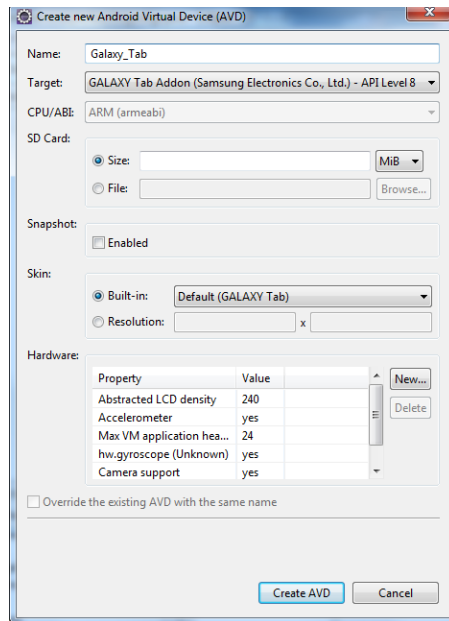 Create new Android Virtual Device (AVD)
Name: Galaxy_Tab
Target: GALAXY Tab Addon (Samsung Electronics Co., Ltd.) - API Level 8
CPU/ABI: ARM (armeabi)
SD Card:
Size: MiB
File: Browse...
Snapshot:
Enabled
Skin:
Built-in: Default (GALAXY Tab)
Resolution: x
Hardware:
Property Value New...
Abstracted LCD density 240
Accelerometer yes Delete
Max VM application hea... 24
hw.gyroscope (Unknown) yes
Camera support yes
Override the existing AVD with the same name
Create AVD Cancel